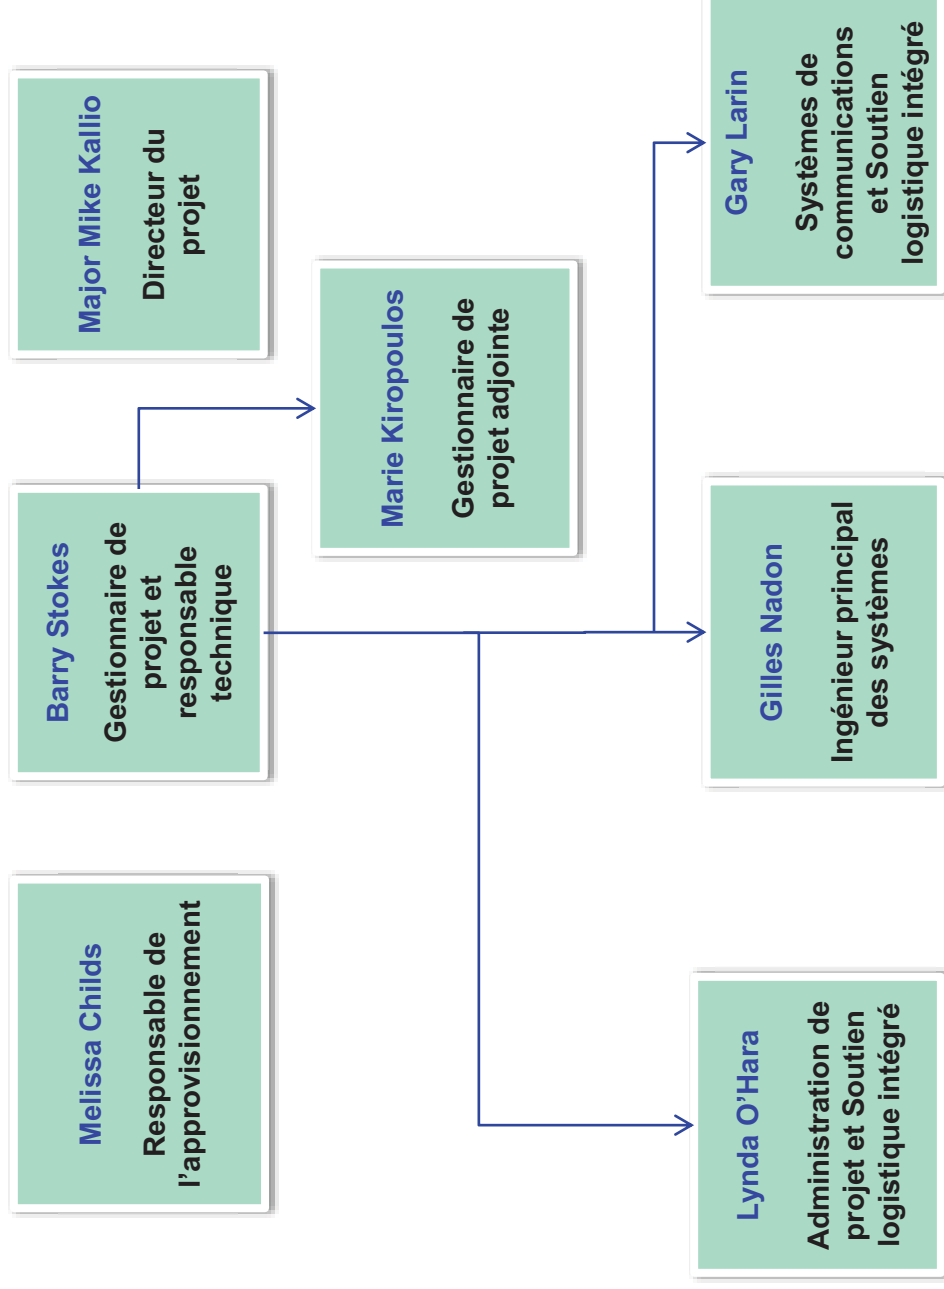 Melissa Childs
Responsable de
l’approvisionnement
Barry Stokes
Gestionnaire de
projet et
responsable
technique
Major Mike Kallio
Directeur du
projet
Marie Kiropoulos
Gestionnaire de
projet adjointe
Lynda O’Hara
Administration de
projet et Soutien
logistique intégré
Gilles Nadon
Ingénieur principal
des systèmes
Gary Larin
Systèmes de
communications
et Soutien
logistique intégré